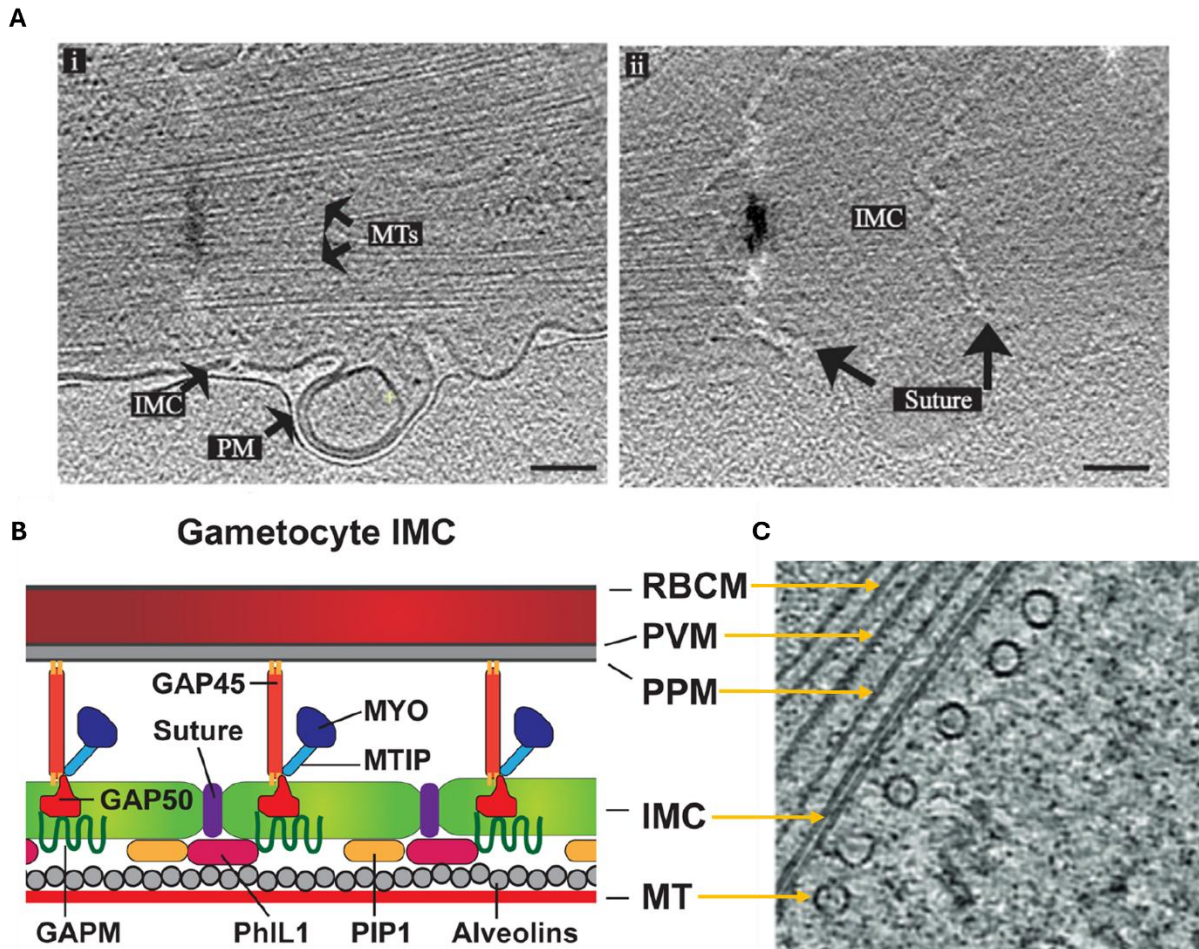 A
i
MTs
IMC
PM
ii
IMC
Suture
B
Gametocyte IMC
GAP45
MYO
Suture
MTIP
GAP50
GAPM
PhIL1
PIP1
Alveolins
C
RBCM
PVM
PPM
IMC
MT